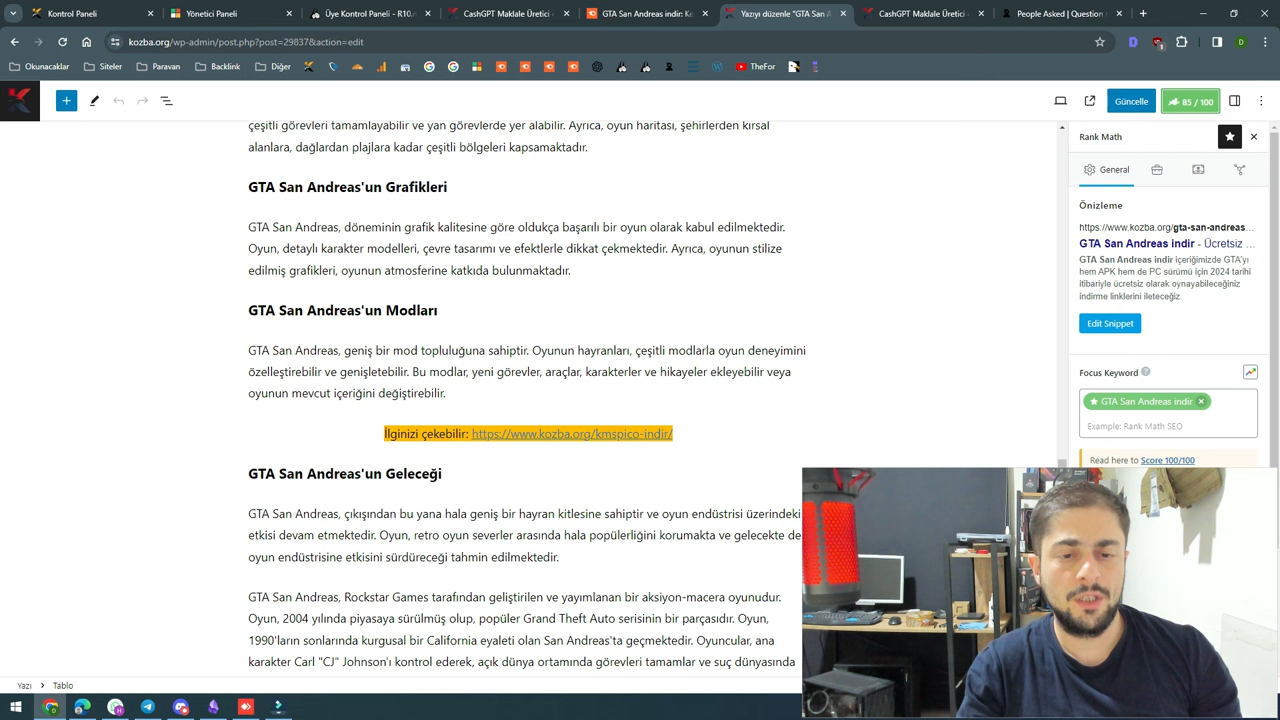 Kontrol Paneli
Yönetici Paneli
Üye Kontrol Paneli - R10.n
CashGPT Maklale Üretici -
GTA San Andreas indir: Ke
Yazıyı düzenle "GTA San A
CashGPT Maklale Üretici -
People Asked | Question
kozba.org/wp-admin/post.php?post=29837&action=edit
Okunacaklar
Siteler
Paravan
Backlink
Diğer
YouTube
TheFor
Güncelle
85 / 100
çeşitli görevleri tamamlayabilir ve yan görevlerde yer alabilir. Ayrıca, oyun haritası, şehirlerden kırsal
alanlara, dağlardan plajlara kadar çeşitli bölgeleri kapsamaktadır.
GTA San Andreas'un Grafikleri
GTA San Andreas, döneminin grafik kalitesine göre oldukça başarılı bir oyun olarak kabul edilmektedir.
Oyun, detaylı karakter modelleri, çevre tasarımı ve efektlerle dikkat çekmektedir. Ayrıca, oyunun stilize
edilmiş grafikleri, oyunun atmosferine katkıda bulunmaktadır.
GTA San Andreas'un Modları
GTA San Andreas, geniş bir mod topluluğuna sahiptir. Oyunun hayranları, çeşitli modlarla oyun deneyimini
özelleştirebilir ve genişletebilir. Bu modlar, yeni görevler, araçlar, karakterler ve hikayeler ekleyebilir veya
oyunun mevcut içeriğini değiştirebilir.
İlginizi çekebilir: https://www.kozba.org/kmspico-indir/
GTA San Andreas'un Geleceği
GTA San Andreas, çıkışından bu yana hala geniş bir hayran kitlesine sahiptir ve oyun endüstrisi üzerindeki
etkisi devam etmektedir. Oyun, retro oyun severler arasında hala popülerliğini korumakta ve gelecekte de
oyun endüstrisine etkisini sürdüreceği tahmin edilmektedir.
GTA San Andreas, Rockstar Games tarafından geliştirilen ve yayımlanan bir aksiyon-macera oyunudur.
Oyun, 2004 yılında piyasaya sürülmüş olup, popüler Grand Theft Auto serisinin bir parçasıdır. Oyun,
1990'ların sonlarında kurgusal bir California eyaleti olan San Andreas'ta geçmektedir. Oyuncular, ana
karakter Carl "CJ" Johnson'ı kontrol ederek, açık dünya ortamında görevleri tamamlar ve suç dünyasında
Yazı
Tablo
Rank Math
General
Önizleme
https://www.kozba.org/gta-san-andreas...
GTA San Andreas indir - Ücretsiz ...
GTA San Andreas indir içeriğimizde GTA'yı
hem APK hem de PC sürümü için 2024 tarihi
itibariyle ücretsiz olarak oynayabileceğiniz
indirme linklerini ileteceğiz.
Edit Snippet
Focus Keyword
GTA San Andreas indir
Example: Rank Math SEO
Read here to Score 100/100